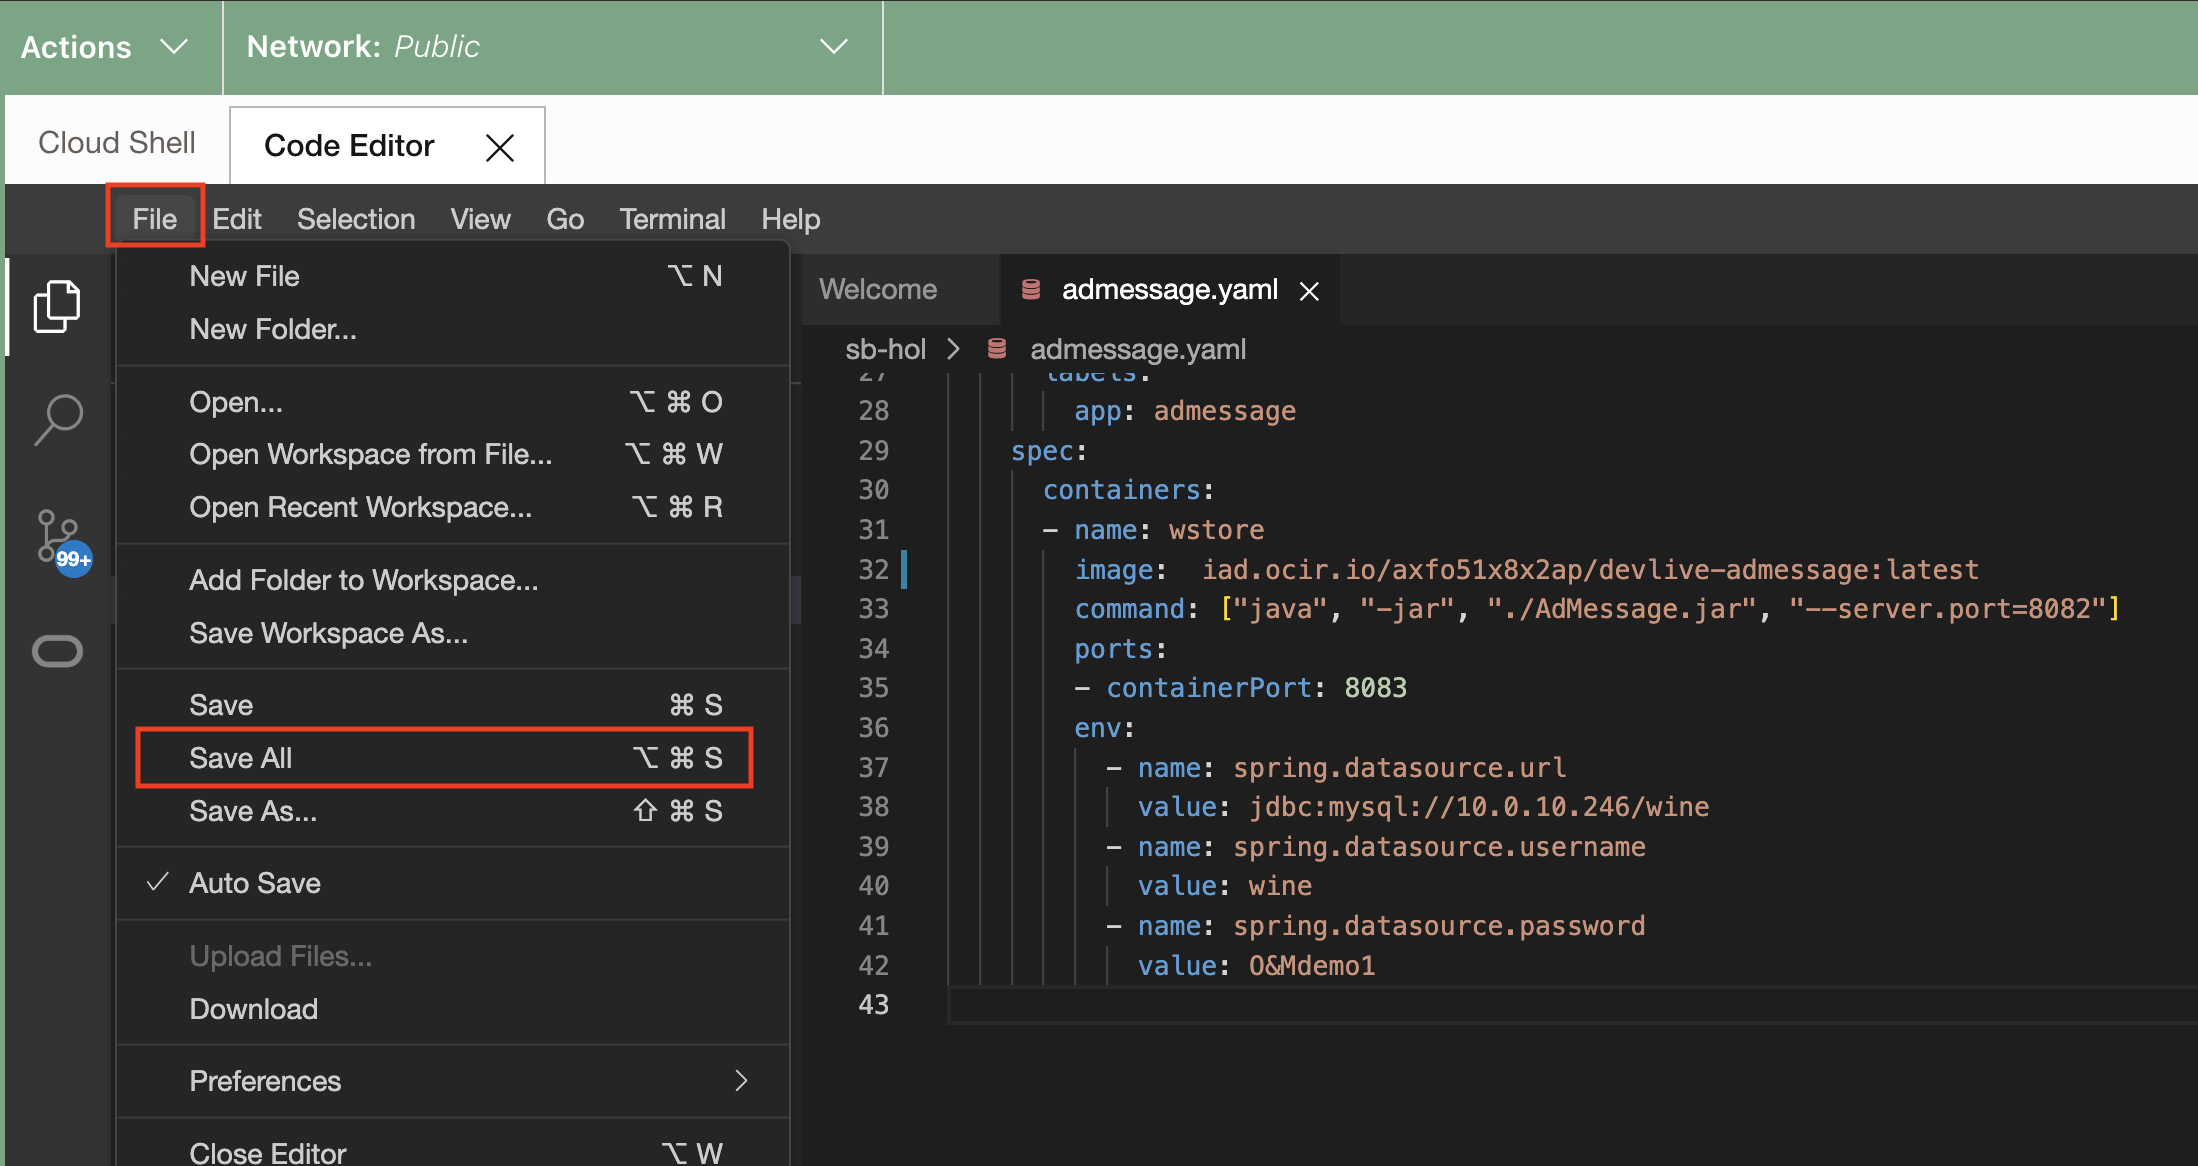 Actions
Network: Public
Cloud Shell
Code Editor
File Edit Selection View Go Terminal Help
New File ⌥ N
New Folder...
Open... ⌥ ⌘ O
Open Workspace from File... ⌥ ⌘ W
Open Recent Workspace... ⌥ ⌘ R
Add Folder to Workspace...
Save Workspace As...
Save ⌘ S
Save All ⌥ ⌘ S
Save As... ⇧ ⌘ S
✓ Auto Save
Upload Files...
Download
Preferences
Close Editor ⌥ W
99+
Welcome
admessage.yaml
sb-hol > admessage.yaml
27 labels:
28 app: admessage
29 spec:
30 containers:
31 - name: wstore
32 image:  iad.ocir.io/axfo51x8x2ap/devlive-admessage:latest
33 command: ["java", "-jar", "./AdMessage.jar", "--server.port=8082"]
34 ports:
35 - containerPort: 8083
36 env:
37 - name: spring.datasource.url
38 value: jdbc:mysql://10.0.10.246/wine
39 - name: spring.datasource.username
40 value: wine
41 - name: spring.datasource.password
42 value: O&Mdemo1
43